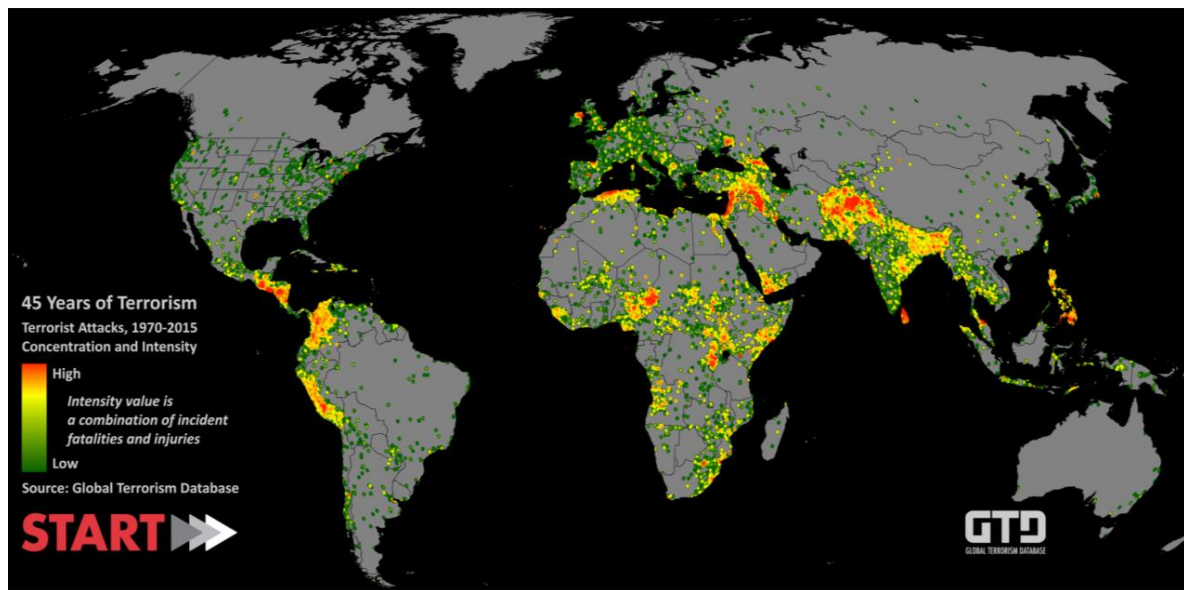 45 Years of Terrorism
Terrorist Attacks, 1970-2015
Concentration and Intensity
High
Intensity value is
a combination of incident
fatalities and injuries
Low
Source: Global Terrorism Database
START
GTD
GLOBAL TERRORISM DATABASE